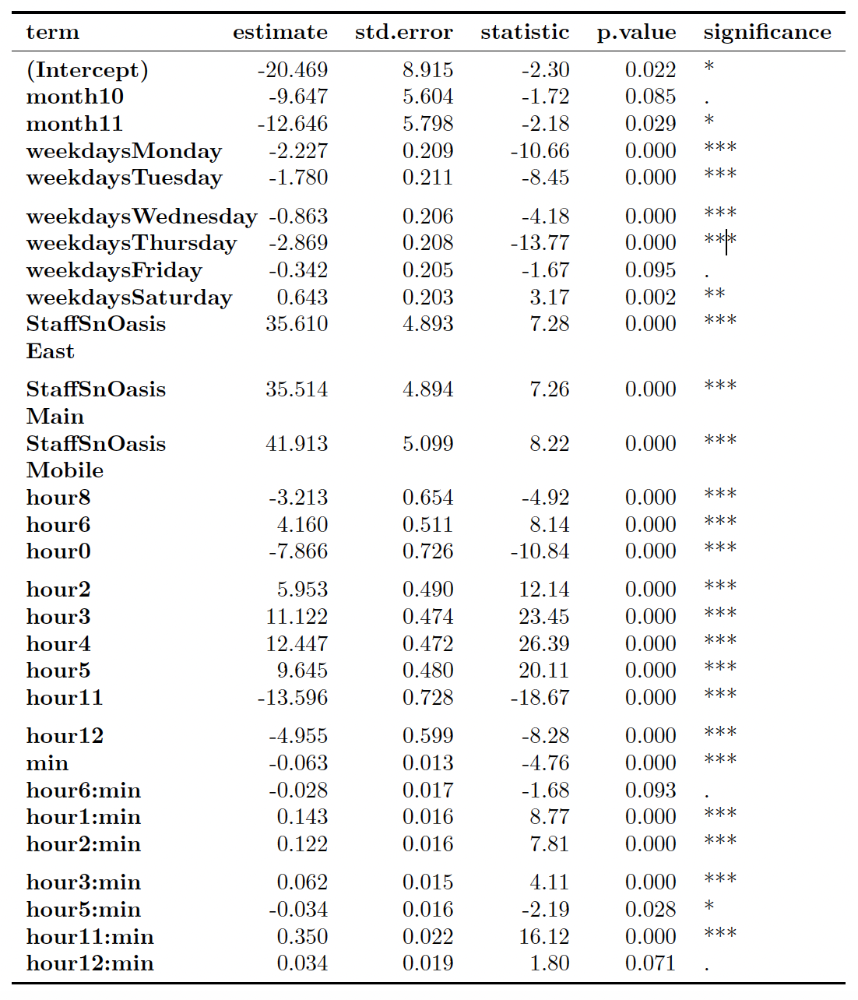 term estimate std.error statistic p.value significance
(Intercept) -20.469 8.915 -2.30 0.022 *
month10 -9.647 5.604 -1.72 0.085 .
month11 -12.646 5.798 -2.18 0.029 *
weekdaysMonday -2.227 0.209 -10.66 0.000 ***
weekdaysTuesday -1.780 0.211 -8.45 0.000 ***
weekdaysWednesday -0.863 0.206 -4.18 0.000 ***
weekdaysThursday -2.869 0.208 -13.77 0.000 ***
weekdaysFriday -0.342 0.205 -1.67 0.095 .
weekdaysSaturday 0.643 0.203 3.17 0.002 **
StaffSnOasis 35.610 4.893 7.28 0.000 ***
East
StaffSnOasis 35.514 4.894 7.26 0.000 ***
Main
StaffSnOasis 41.913 5.099 8.22 0.000 ***
Mobile
hour8 -3.213 0.654 -4.92 0.000 ***
hour6 4.160 0.511 8.14 0.000 ***
hour0 -7.866 0.726 -10.84 0.000 ***
hour2 5.953 0.490 12.14 0.000 ***
hour3 11.122 0.474 23.45 0.000 ***
hour4 12.447 0.472 26.39 0.000 ***
hour5 9.645 0.480 20.11 0.000 ***
hour11 -13.596 0.728 -18.67 0.000 ***
hour12 -4.955 0.599 -8.28 0.000 ***
min -0.063 0.013 -4.76 0.000 ***
hour6:min -0.028 0.017 -1.68 0.093 .
hour1:min 0.143 0.016 8.77 0.000 ***
hour2:min 0.122 0.016 7.81 0.000 ***
hour3:min 0.062 0.015 4.11 0.000 ***
hour5:min -0.034 0.016 -2.19 0.028 *
hour11:min 0.350 0.022 16.12 0.000 ***
hour12:min 0.034 0.019 1.80 0.071 .